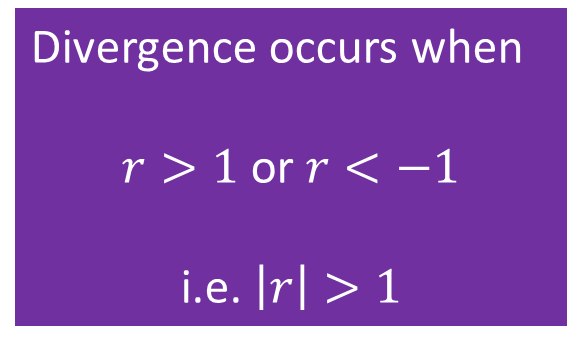 Divergence occurs when
r > 1 or r < −1
i.e. |r| > 1